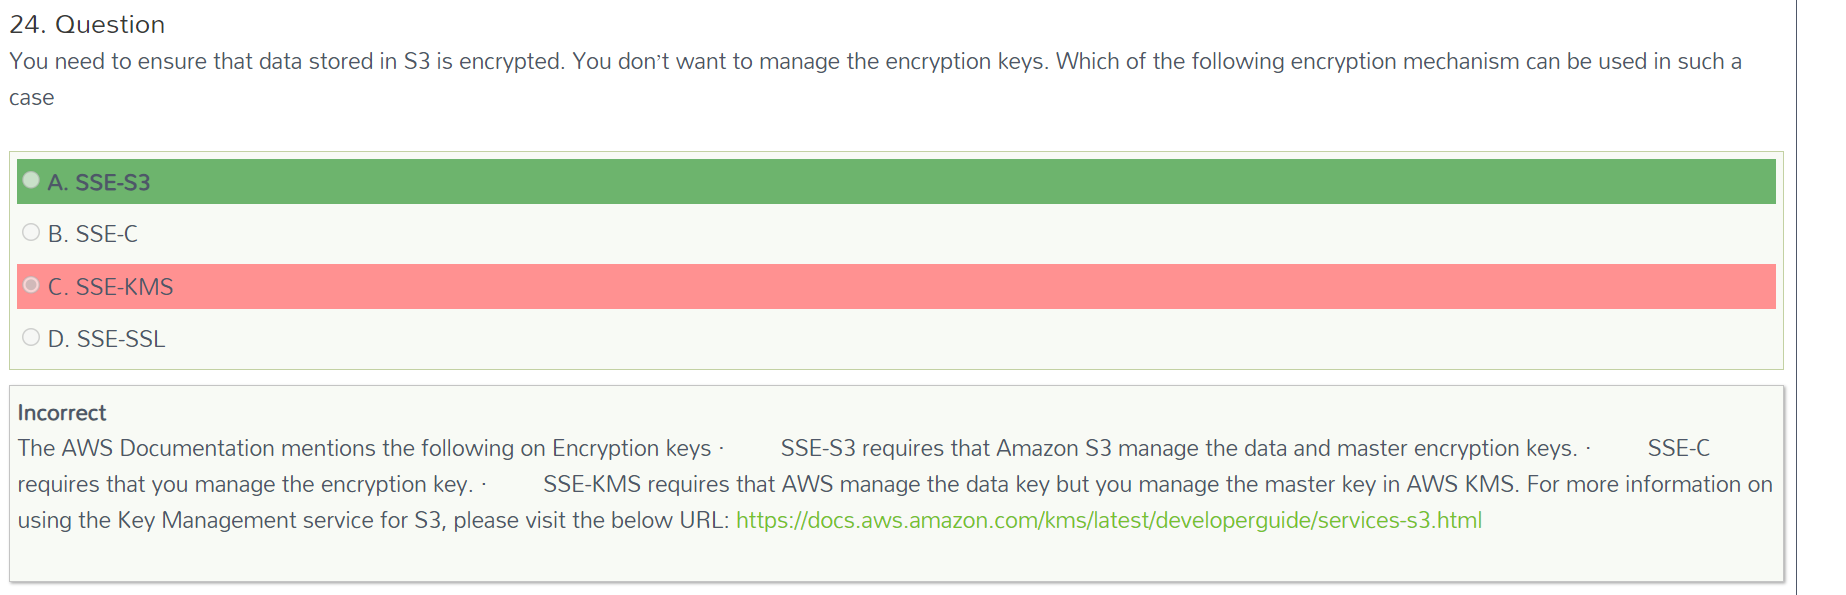 24. Question
You need to ensure that data stored in S3 is encrypted. You don't want to manage the encryption keys. Which of the following encryption mechanism can be used in such a
case
A. SSE-S3
B. SSE-C
C. SSE-KMS
D. SSE-SSL
Incorrect
The AWS Documentation mentions the following on Encryption keys · SSE-S3 requires that Amazon S3 manage the data and master encryption keys. · SSE-C
requires that you manage the encryption key. · SSE-KMS requires that AWS manage the data key but you manage the master key in AWS KMS. For more information on
using the Key Management service for S3, please visit the below URL: https://docs.aws.amazon.com/kms/latest/developerguide/services-s3.html